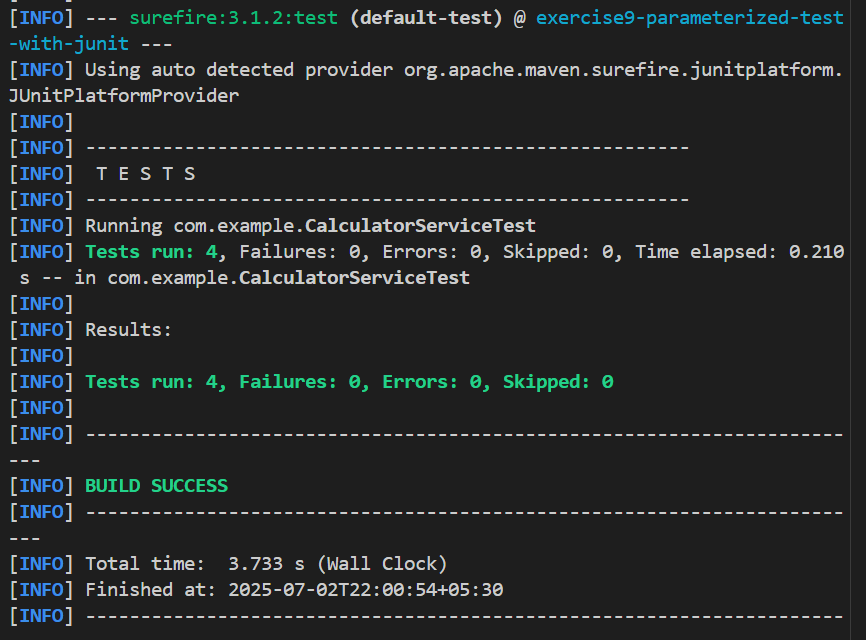 [INFO] --- surefire:3.1.2:test (default-test) @ exercise9-parameterized-test
-with-junit ---
[INFO] Using auto detected provider org.apache.maven.surefire.junitplatform.
JUnitPlatformProvider
[INFO]
[INFO] -------------------------------------------------------
[INFO]  T E S T S
[INFO] -------------------------------------------------------
[INFO] Running com.example.CalculatorServiceTest
[INFO] Tests run: 4, Failures: 0, Errors: 0, Skipped: 0, Time elapsed: 0.210
 s -- in com.example.CalculatorServiceTest
[INFO]
[INFO] Results:
[INFO]
[INFO] Tests run: 4, Failures: 0, Errors: 0, Skipped: 0
[INFO]
[INFO] ---------------------------------------------------------------------
---
[INFO] BUILD SUCCESS
[INFO] ---------------------------------------------------------------------
---
[INFO] Total time:  3.733 s (Wall Clock)
[INFO] Finished at: 2025-07-02T22:00:54+05:30
[INFO] ---------------------------------------------------------------------